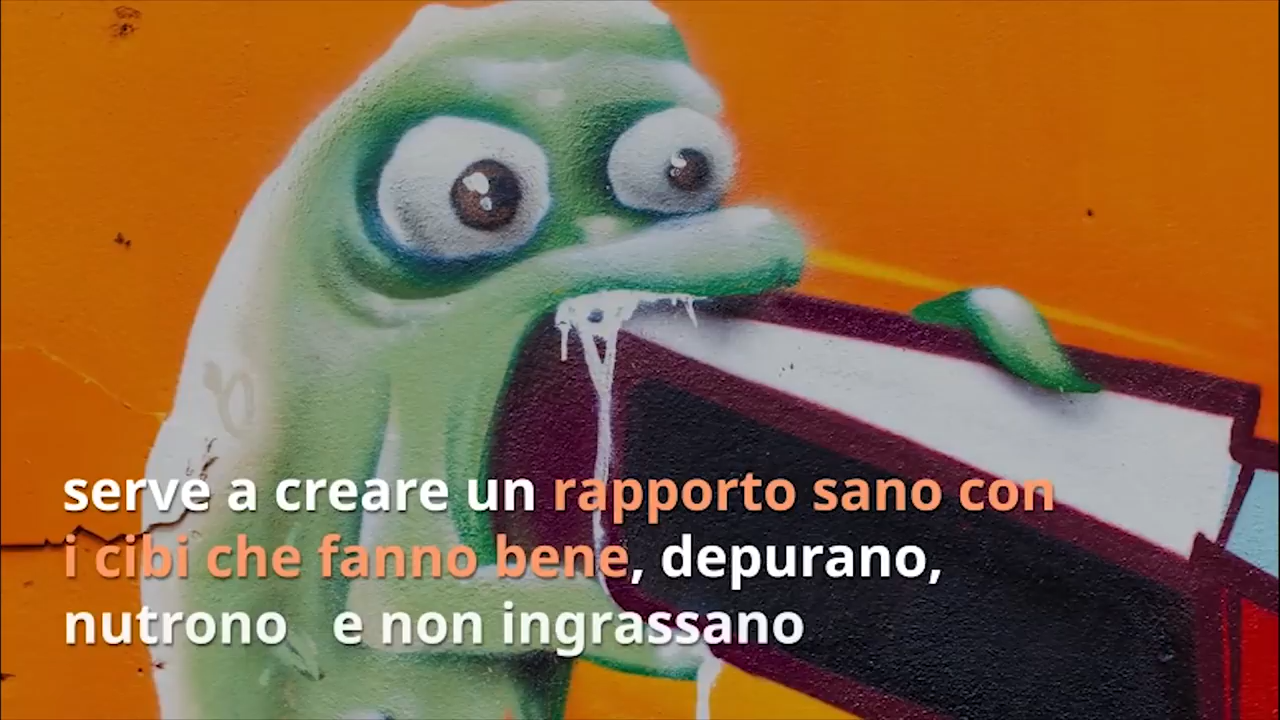 serve a creare un rapporto sano con
i cibi che fanno bene, depurano,
nutrono e non ingrassano